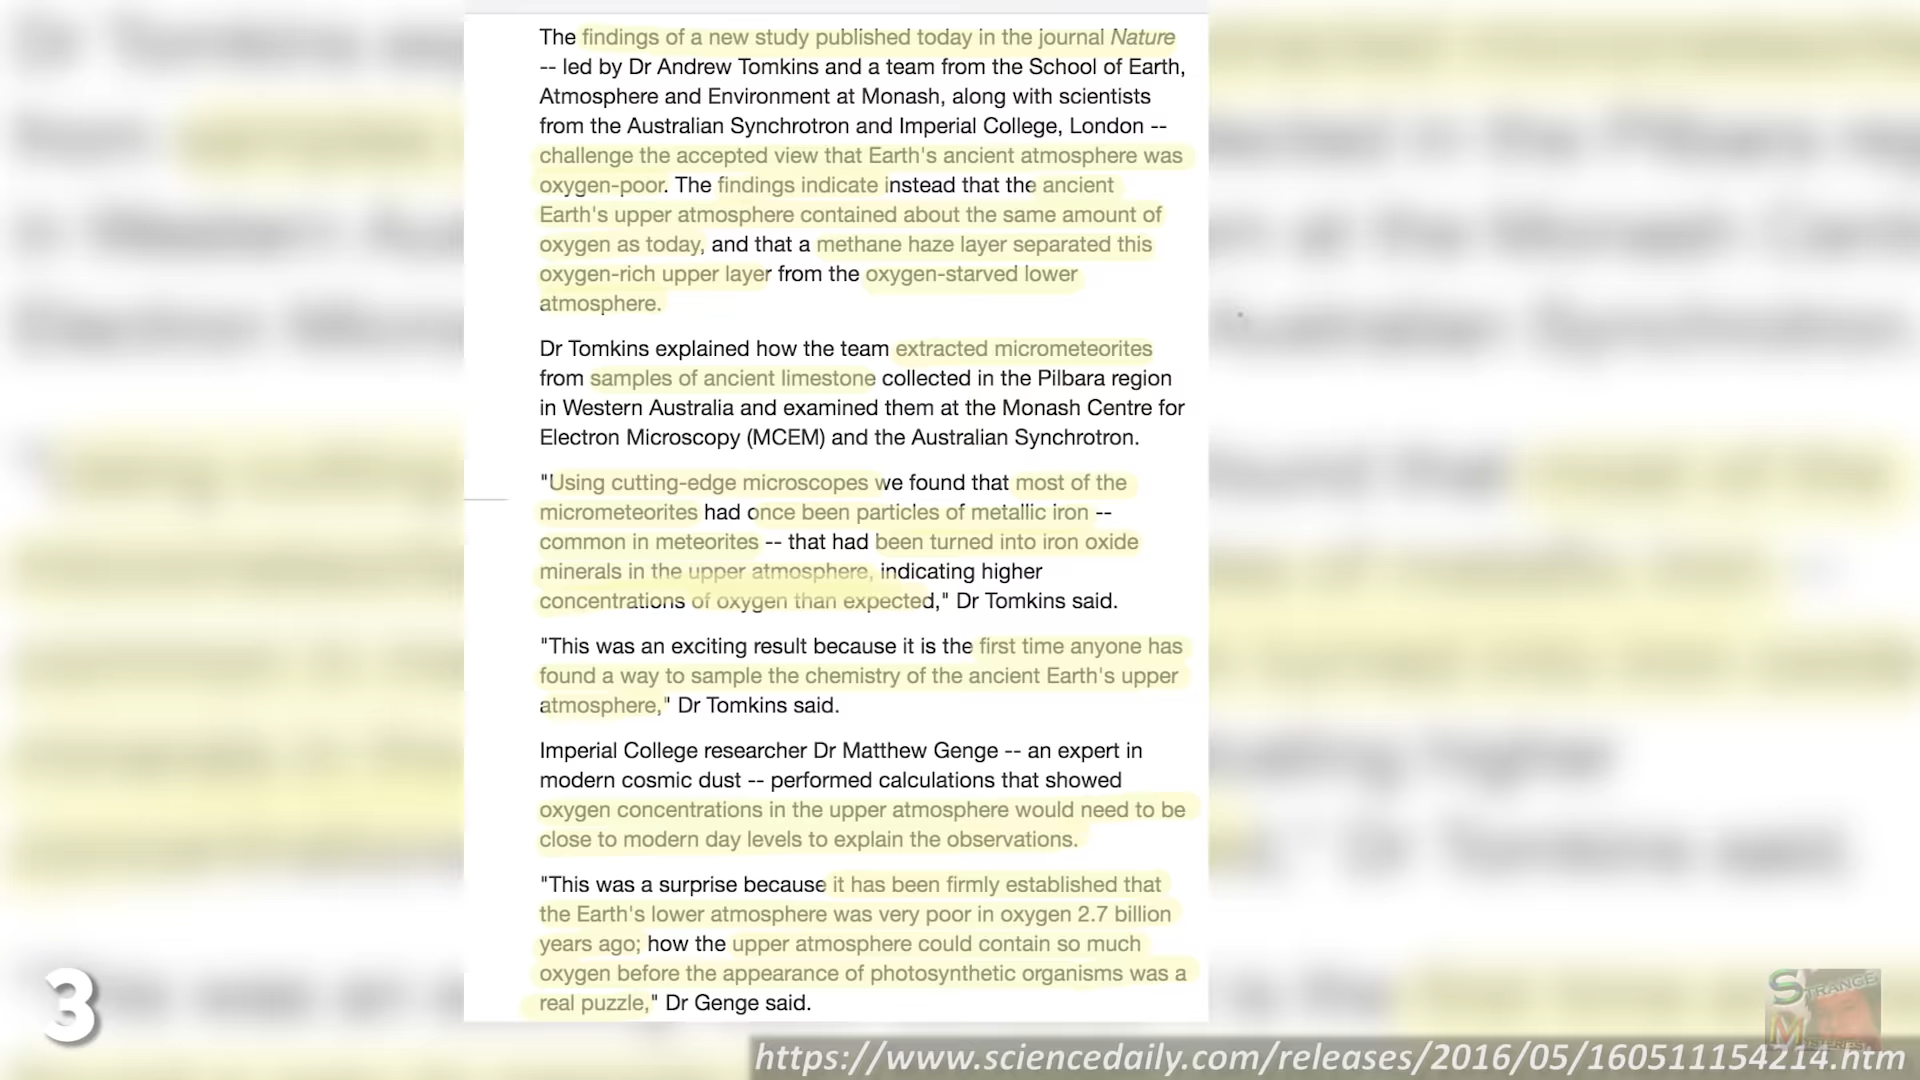 The findings of a new study published today in the journal Nature
-- led by Dr Andrew Tomkins and a team from the School of Earth,
Atmosphere and Environment at Monash, along with scientists
from the Australian Synchrotron and Imperial College, London --
challenge the accepted view that Earth's ancient atmosphere was
oxygen-poor. The findings indicate instead that the ancient
Earth's upper atmosphere contained about the same amount of
oxygen as today, and that a methane haze layer separated this
oxygen-rich upper layer from the oxygen-starved lower
atmosphere.
Dr Tomkins explained how the team extracted micrometeorites
from samples of ancient limestone collected in the Pilbara region
in Western Australia and examined them at the Monash Centre for
Electron Microscopy (MCEM) and the Australian Synchrotron.
"Using cutting-edge microscopes we found that most of the
micrometeorites had once been particles of metallic iron --
common in meteorites -- that had been turned into iron oxide
minerals in the upper atmosphere, indicating higher
concentrations of oxygen than expected," Dr Tomkins said.
"This was an exciting result because it is the first time anyone has
found a way to sample the chemistry of the ancient Earth's upper
atmosphere," Dr Tomkins said.
Imperial College researcher Dr Matthew Genge -- an expert in
modern cosmic dust -- performed calculations that showed
oxygen concentrations in the upper atmosphere would need to be
close to modern day levels to explain the observations.
"This was a surprise because it has been firmly established that
the Earth's lower atmosphere was very poor in oxygen 2.7 billion
years ago; how the upper atmosphere could contain so much
oxygen before the appearance of photosynthetic organisms was a
real puzzle," Dr Genge said.
3
STRANGE
MYSTERIES
https://www.sciencedaily.com/releases/2016/05/160511154214.htm